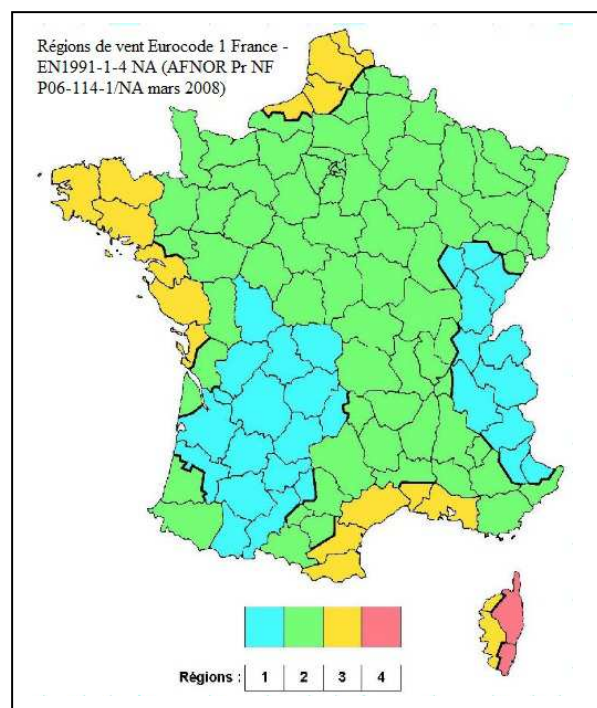 Régions de vent Eurocode 1 France -
EN1991-1-4 NA (AFNOR Pr NF
P06-114-1/NA mars 2008)
Régions : 1 2 3 4